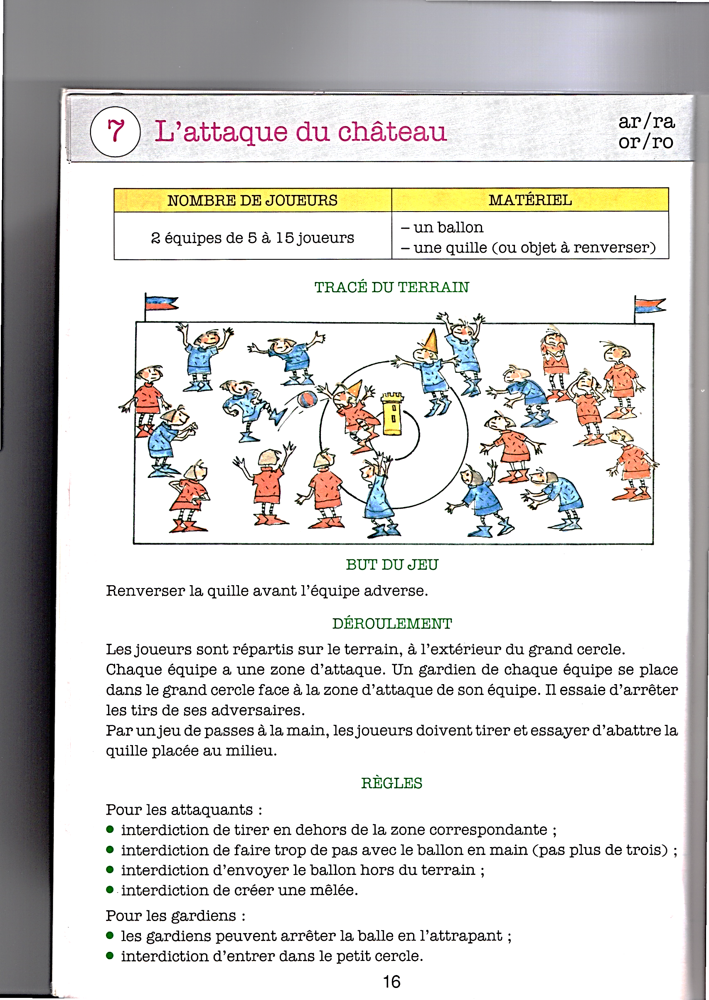 7 L'attaque du château
ar/ra
or/ro
NOMBRE DE JOUEURS
MATÉRIEL
2 équipes de 5 à 15 joueurs
– un ballon
– une quille (ou objet à renverser)
TRACÉ DU TERRAIN
BUT DU JEU
Renverser la quille avant l'équipe adverse.
DÉROULEMENT
Les joueurs sont répartis sur le terrain, à l'extérieur du grand cercle.
Chaque équipe a une zone d'attaque. Un gardien de chaque équipe se place
dans le grand cercle face à la zone d'attaque de son équipe. Il essaie d'arrêter
les tirs de ses adversaires.
Par un jeu de passes à la main, les joueurs doivent tirer et essayer d'abattre la
quille placée au milieu.
RÈGLES
Pour les attaquants :
• interdiction de tirer en dehors de la zone correspondante ;
• interdiction de faire trop de pas avec le ballon en main (pas plus de trois) ;
• interdiction d'envoyer le ballon hors du terrain ;
• interdiction de créer une mêlée.
Pour les gardiens :
• les gardiens peuvent arrêter la balle en l'attrapant ;
• interdiction d'entrer dans le petit cercle.
16